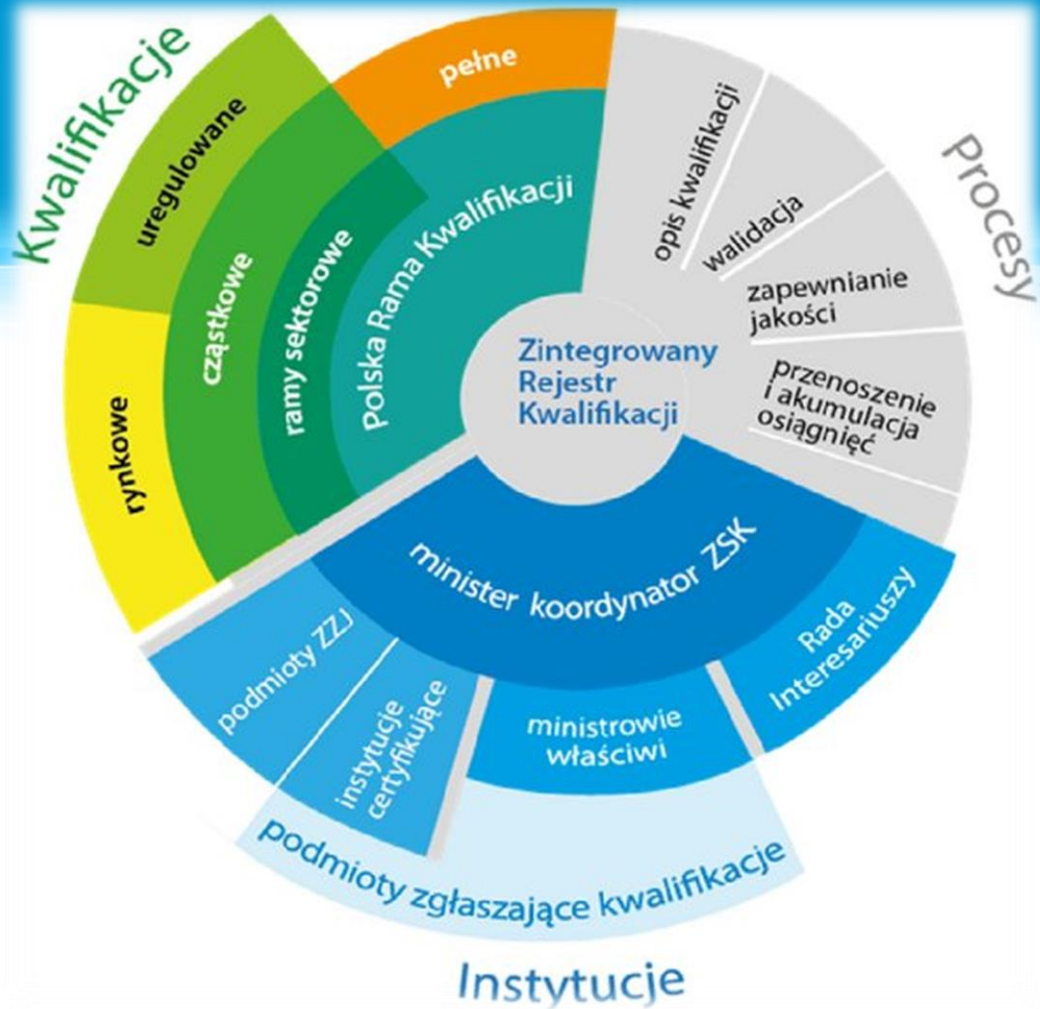 Kwalifikacje
uregulowane
rynkowe
cząstkowe
ramy sektorowe
pełne
Polska Rama Kwalifikacji
Procesy
opis kwalifikacji
walidacja
zapewnianie
jakości
przenoszenie
i akumulacja
osiągnięć
Zintegrowany
Rejestr
Kwalifikacji
minister koordynator ZSK
podmioty ZZJ
instytucje
certyfikujące
ministrowie
właściwi
Rada
Interesariuszy
podmioty zgłaszające kwalifikacje
Instytucje